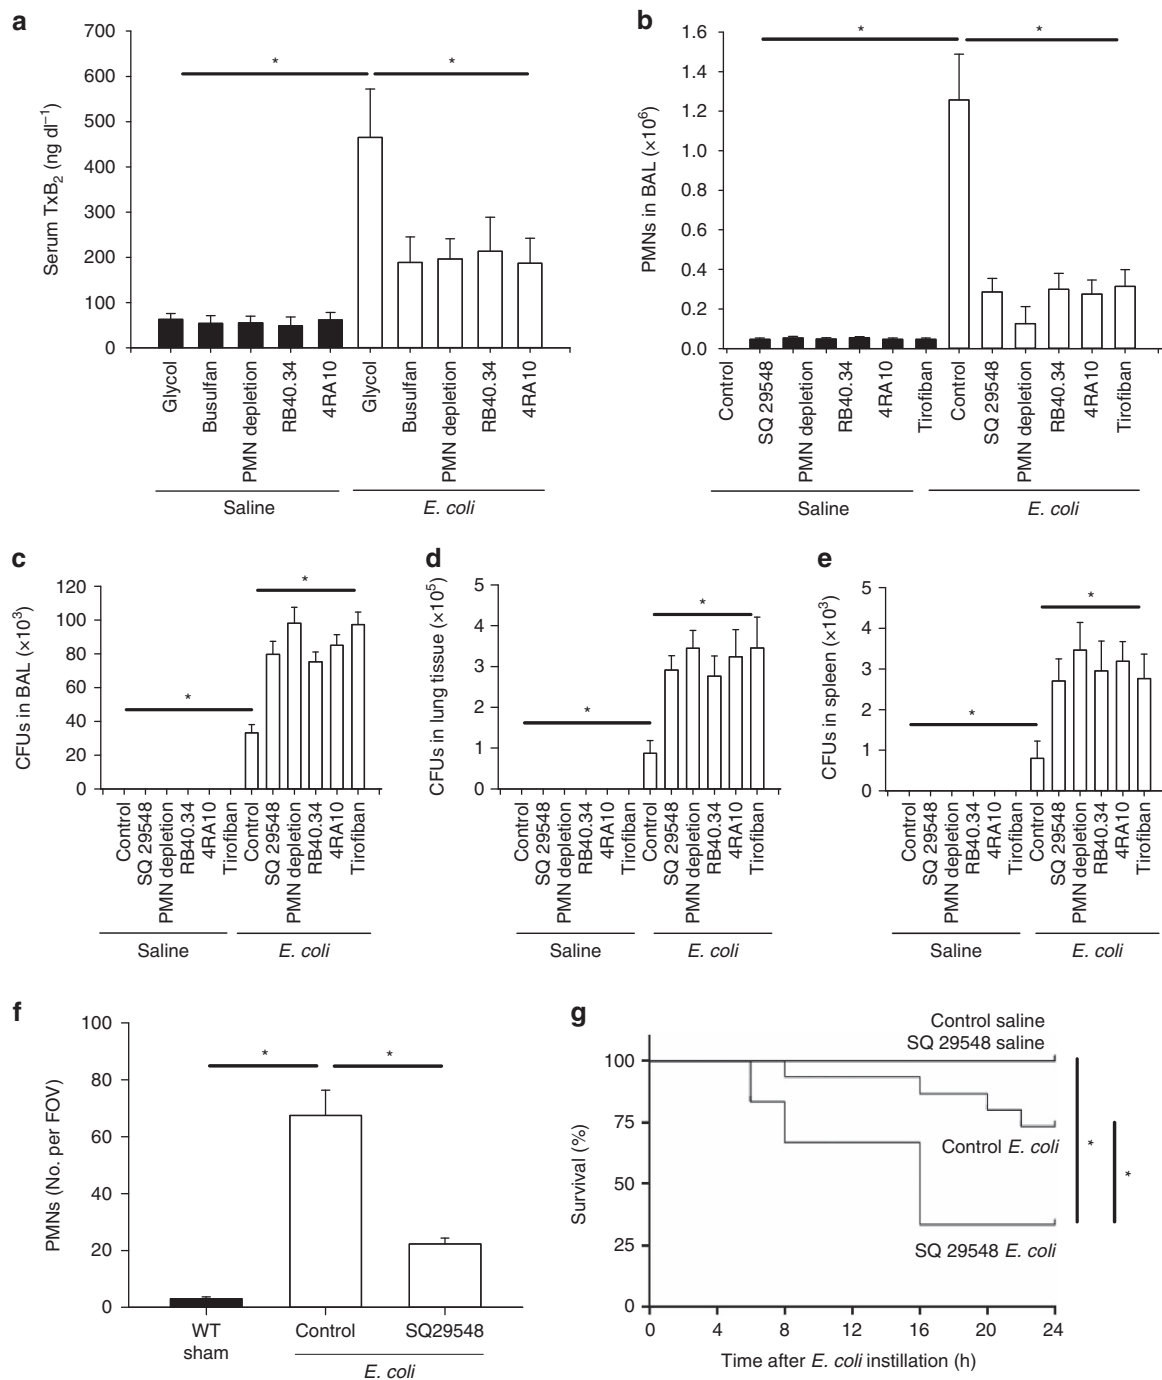 a
700
600
500
400
300
200
100
0
Serum TxB2 (ng dl−1)
*
*
Glycol
Busulfan
PMN depletion
RB40.34
4RA10
Glycol
Busulfan
PMN depletion
RB40.34
4RA10
Saline
E. coli
b
1.6
1.4
1.2
1.0
0.8
0.6
0.4
0.2
0.0
PMNs in BAL (×10⁶)
*
*
Control
SQ 29548
PMN depletion
RB40.34
4RA10
Tirofiban
Control
SQ 29548
PMN depletion
RB40.34
4RA10
Tirofiban
Saline
E. coli
c
120
100
80
60
40
20
0
CFUs in BAL (×10³)
*
*
Control
SQ 29548
PMN depletion
RB40.34
4RA10
Tirofiban
Control
SQ 29548
PMN depletion
RB40.34
4RA10
Tirofiban
Saline
E. coli
d
5
4
3
2
1
0
CFUs in lung tissue (×10⁵)
*
*
Control
SQ 29548
PMN depletion
RB40.34
4RA10
Tirofiban
Control
SQ 29548
PMN depletion
RB40.34
4RA10
Tirofiban
Saline
E. coli
e
5
4
3
2
1
0
CFUs in spleen (×10³)
*
*
Control
SQ 29548
PMN depletion
RB40.34
4RA10
Tirofiban
Control
SQ 29548
PMN depletion
RB40.34
4RA10
Tirofiban
Saline
E. coli
f
100
80
60
40
20
0
PMNs (No. per FOV)
*
*
WT
sham
Control
SQ29548
E. coli
g
Control saline
SQ 29548 saline
100
75
50
25
0
Survival (%)
Control E. coli
SQ 29548 E. coli
*
*
0
4
8
12
16
20
24
Time after E. coli instillation (h)